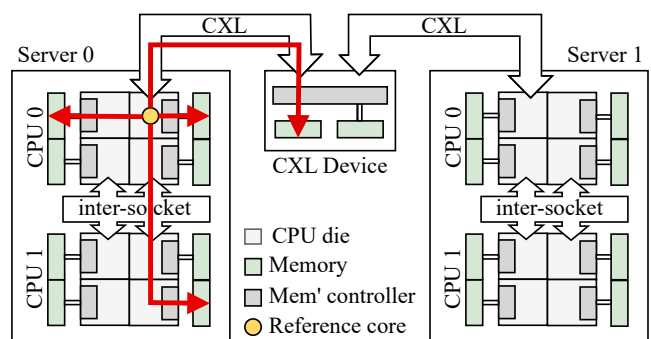 CXL
CXL
Server 0
Server 1
CPU 0
CPU 0
CXL Device
inter-socket
inter-socket
CPU 1
CPU 1
CPU die
Memory
Mem' controller
Reference core